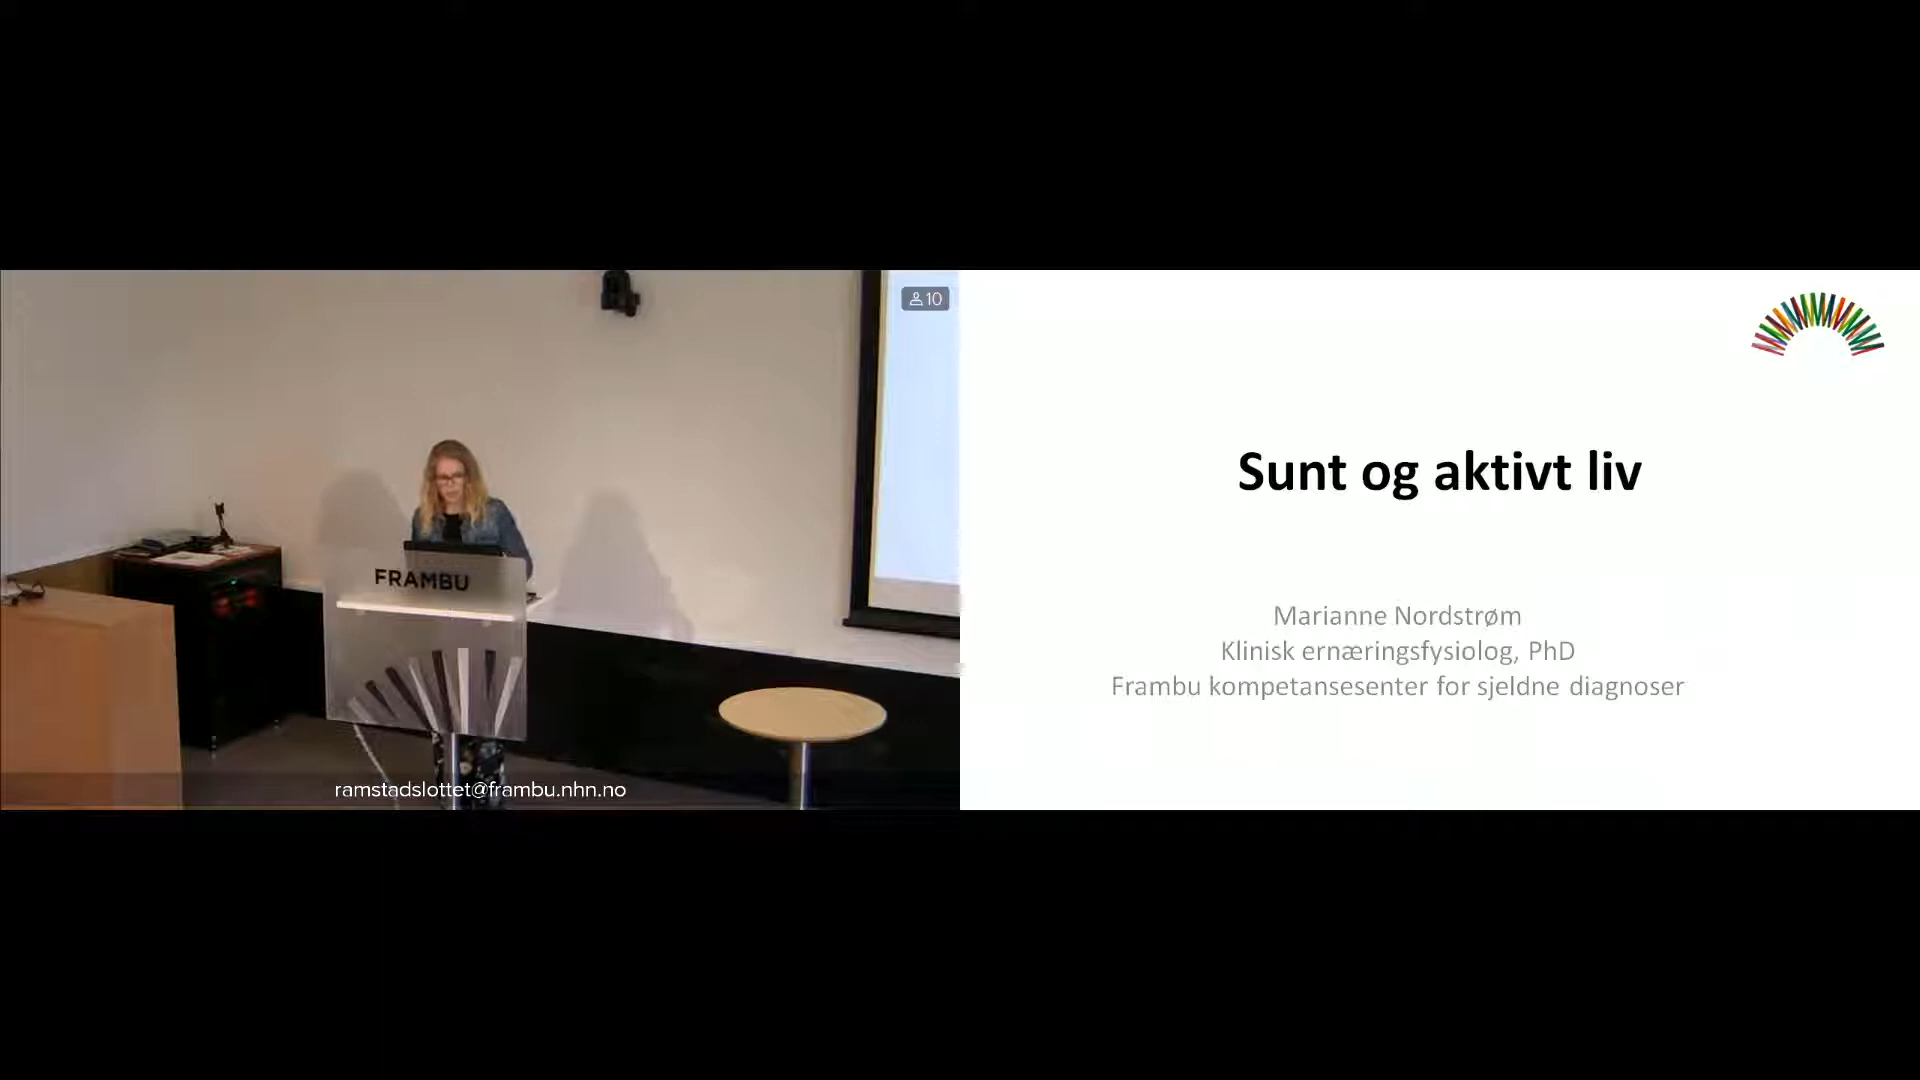 10
FRAMBU
ramstadslottet@frambu.nhn.no
Sunt og aktivt liv
Marianne Nordstrøm
Klinisk ernæringsfysiolog, PhD
Frambu kompetansesenter for sjeldne diagnoser